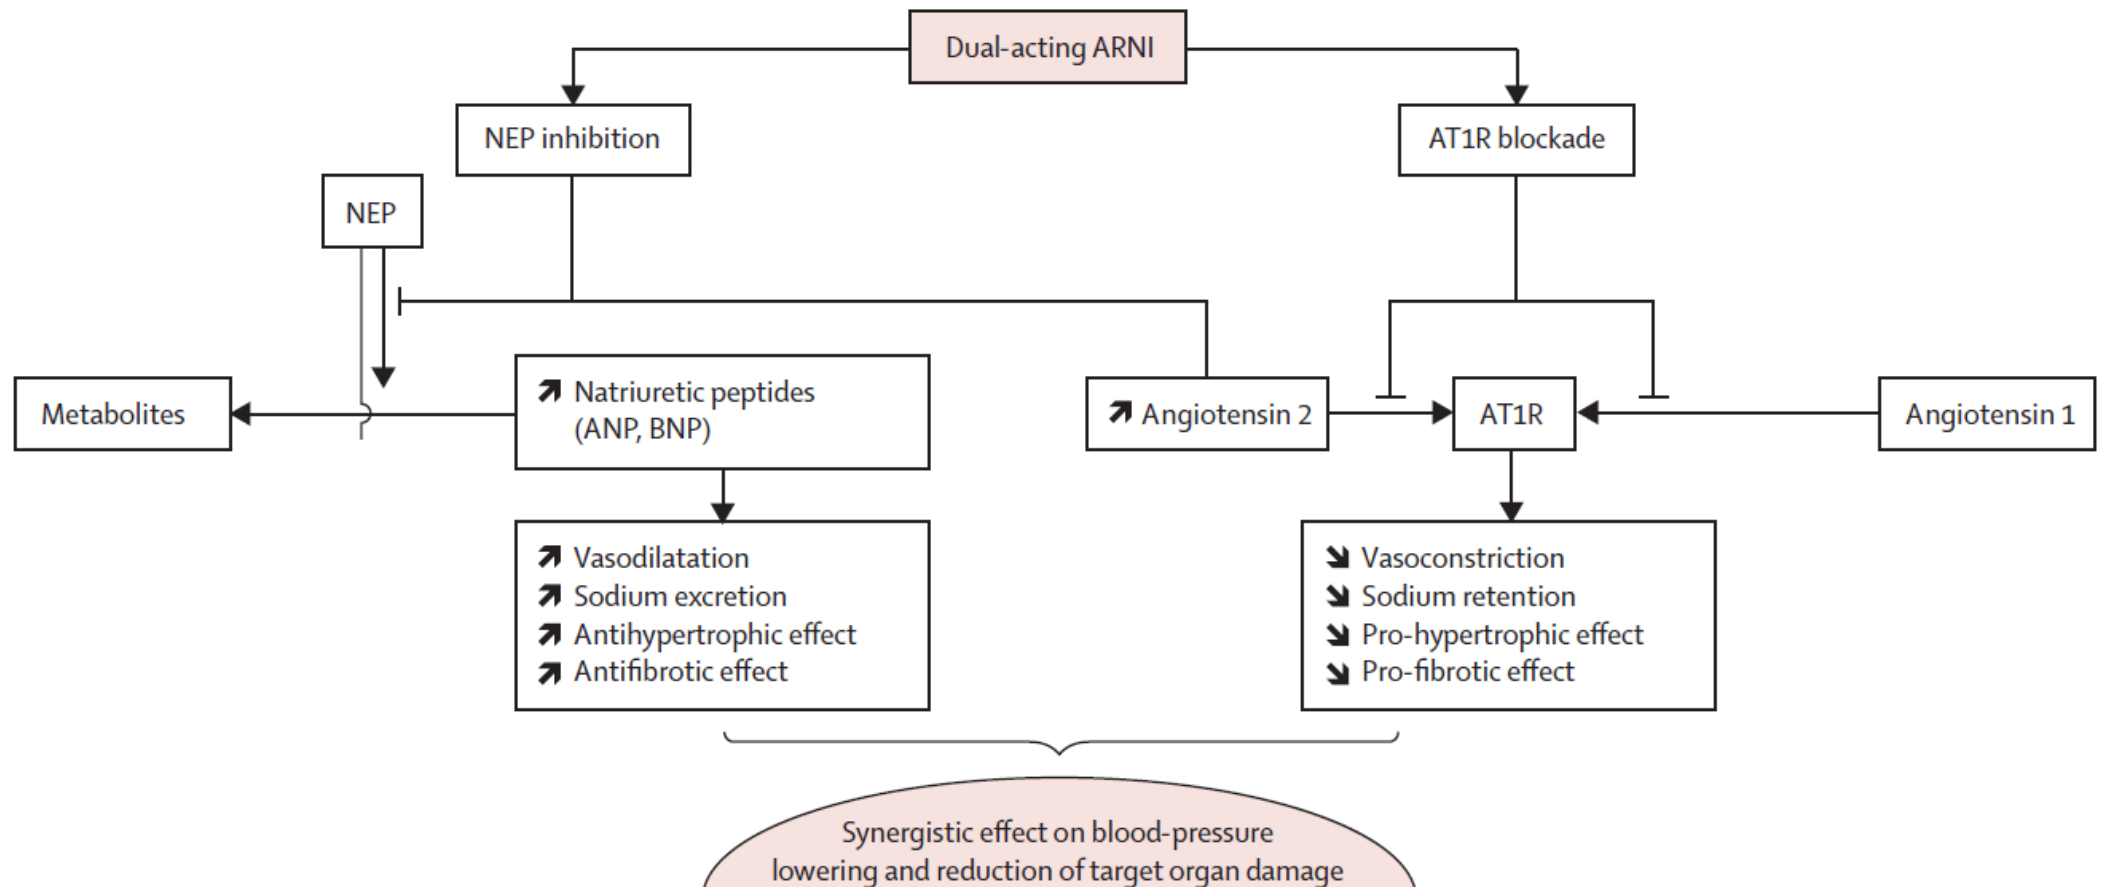 Dual-acting ARNI
NEP inhibition
AT1R blockade
NEP
Metabolites
Natriuretic peptides
(ANP, BNP)
Angiotensin 2
AT1R
Angiotensin 1
Vasodilatation
Sodium excretion
Antihypertrophic effect
Antifibrotic effect
Vasoconstriction
Sodium retention
Pro-hypertrophic effect
Pro-fibrotic effect
Synergistic effect on blood-pressure
lowering and reduction of target organ damage